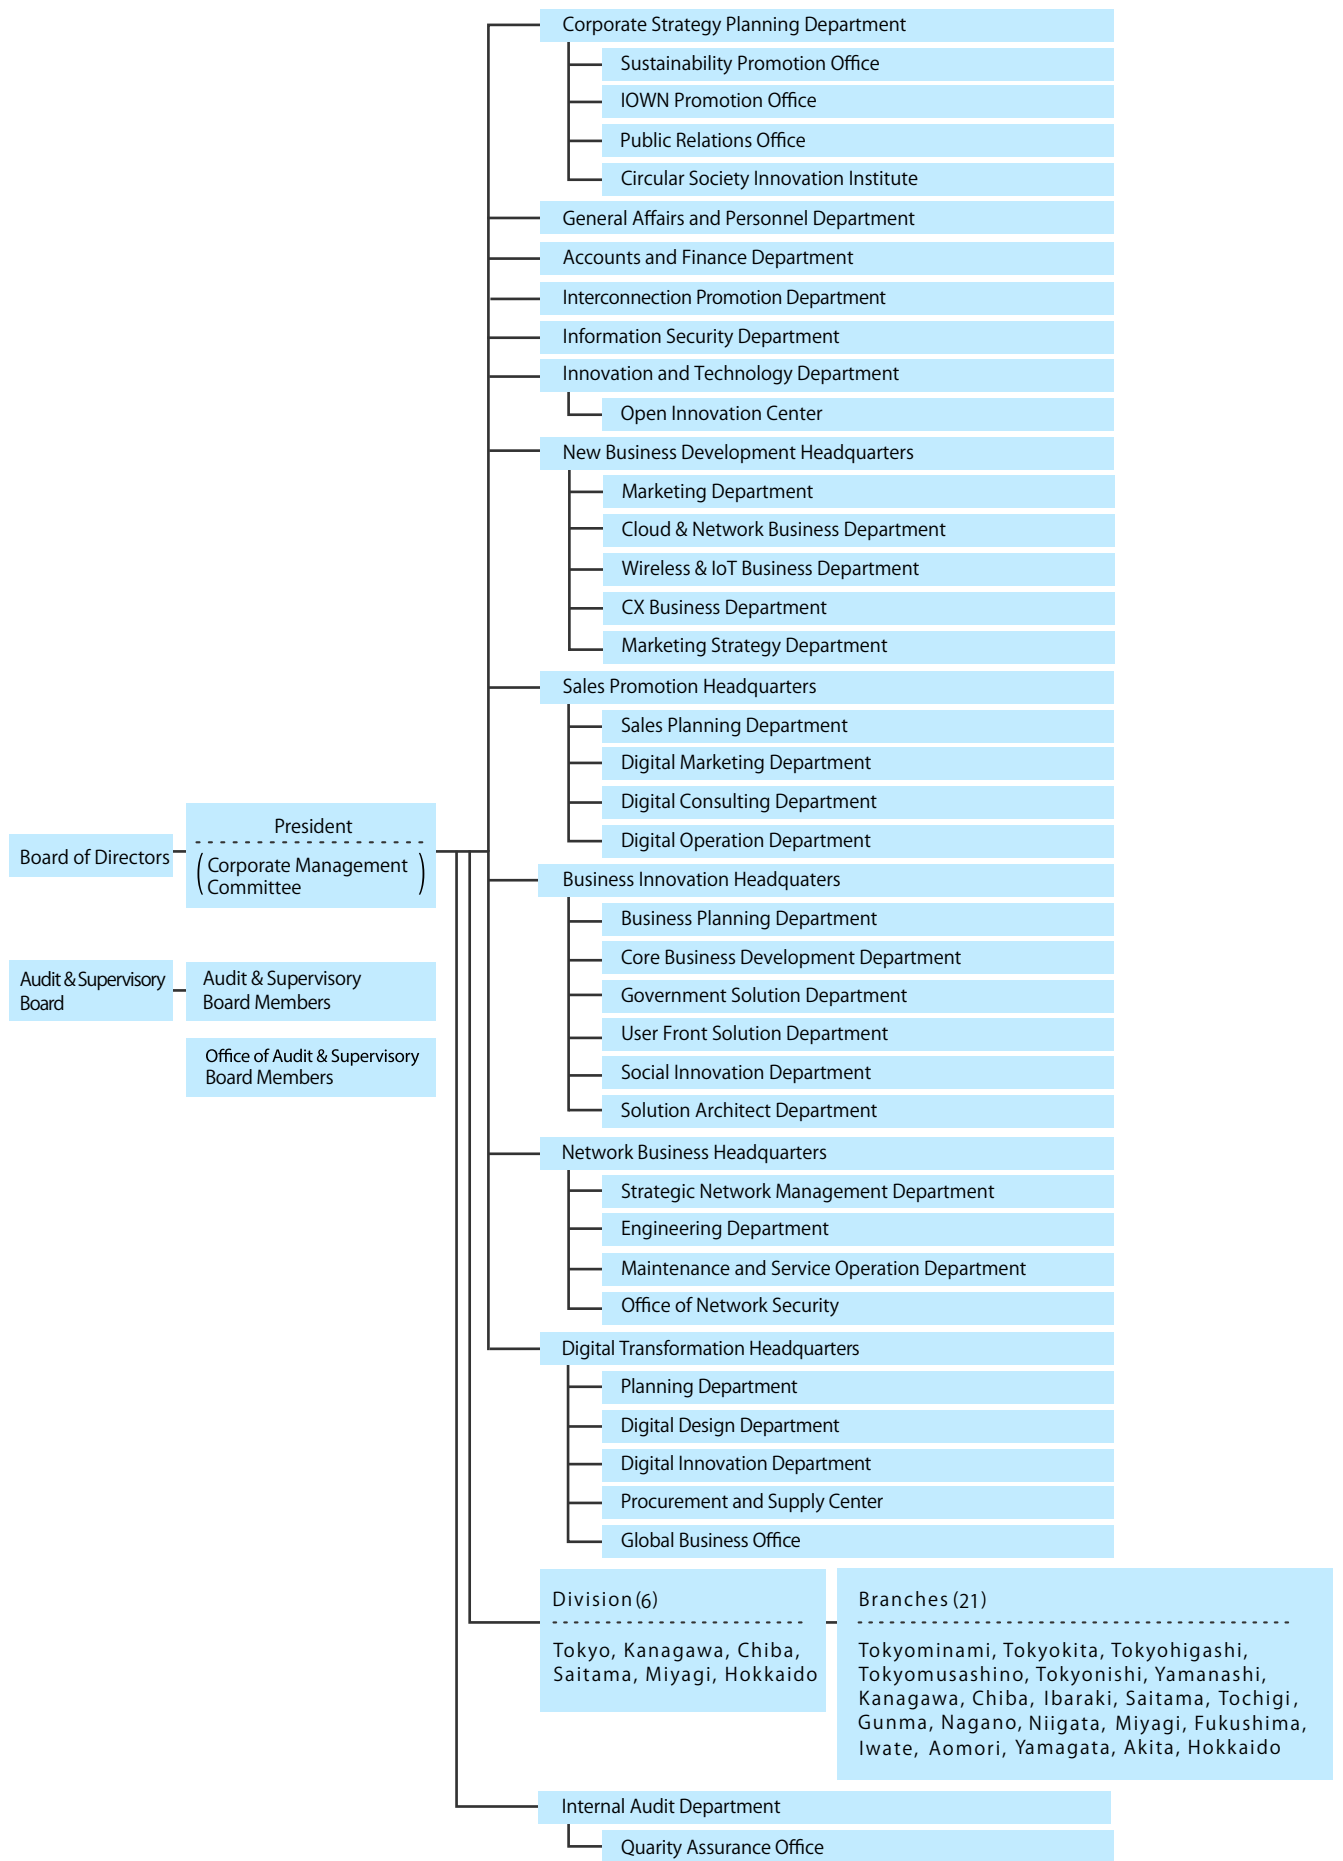 Corporate Strategy Planning Department
Sustainability Promotion Office
IOWN Promotion Office
Public Relations Office
Circular Society Innovation Institute
General Affairs and Personnel Department
Accounts and Finance Department
Interconnection Promotion Department
Information Security Department
Innovation and Technology Department
Open Innovation Center
New Business Development Headquarters
Marketing Department
Cloud & Network Business Department
Wireless & IoT Business Department
CX Business Department
Marketing Strategy Department
Sales Promotion Headquarters
Sales Planning Department
Digital Marketing Department
Digital Consulting Department
Digital Operation Department
Board of Directors
President
(Corporate Management
Committee)
Audit & Supervisory
Board
Audit & Supervisory
Board Members
Office of Audit & Supervisory
Board Members
Business Innovation Headquaters
Business Planning Department
Core Business Development Department
Government Solution Department
User Front Solution Department
Social Innovation Department
Solution Architect Department
Network Business Headquarters
Strategic Network Management Department
Engineering Department
Maintenance and Service Operation Department
Office of Network Security
Digital Transformation Headquarters
Planning Department
Digital Design Department
Digital Innovation Department
Procurement and Supply Center
Global Business Office
Division (6)
Tokyo, Kanagawa, Chiba,
Saitama, Miyagi, Hokkaido
Branches (21)
Tokyominami, Tokyokita, Tokyohigashi,
Tokyomusashino, Tokyonishi, Yamanashi,
Kanagawa, Chiba, Ibaraki, Saitama, Tochigi,
Gunma, Nagano, Niigata, Miyagi, Fukushima,
Iwate, Aomori, Yamagata, Akita, Hokkaido
Internal Audit Department
Quarity Assurance Office